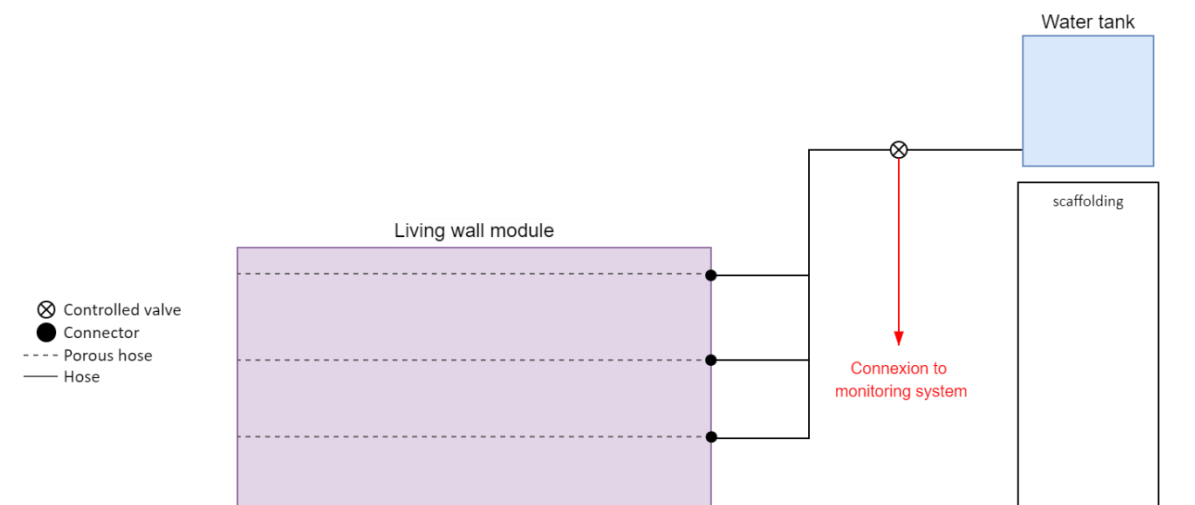 Water tank
scaffolding
Living wall module
Controlled valve
Connector
Porous hose
Hose
Connexion to
monitoring system